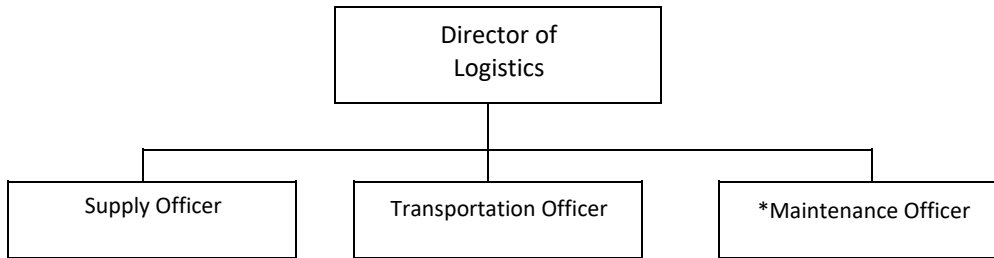 Director of
Logistics
Supply Officer
Transportation Officer
*Maintenance Officer